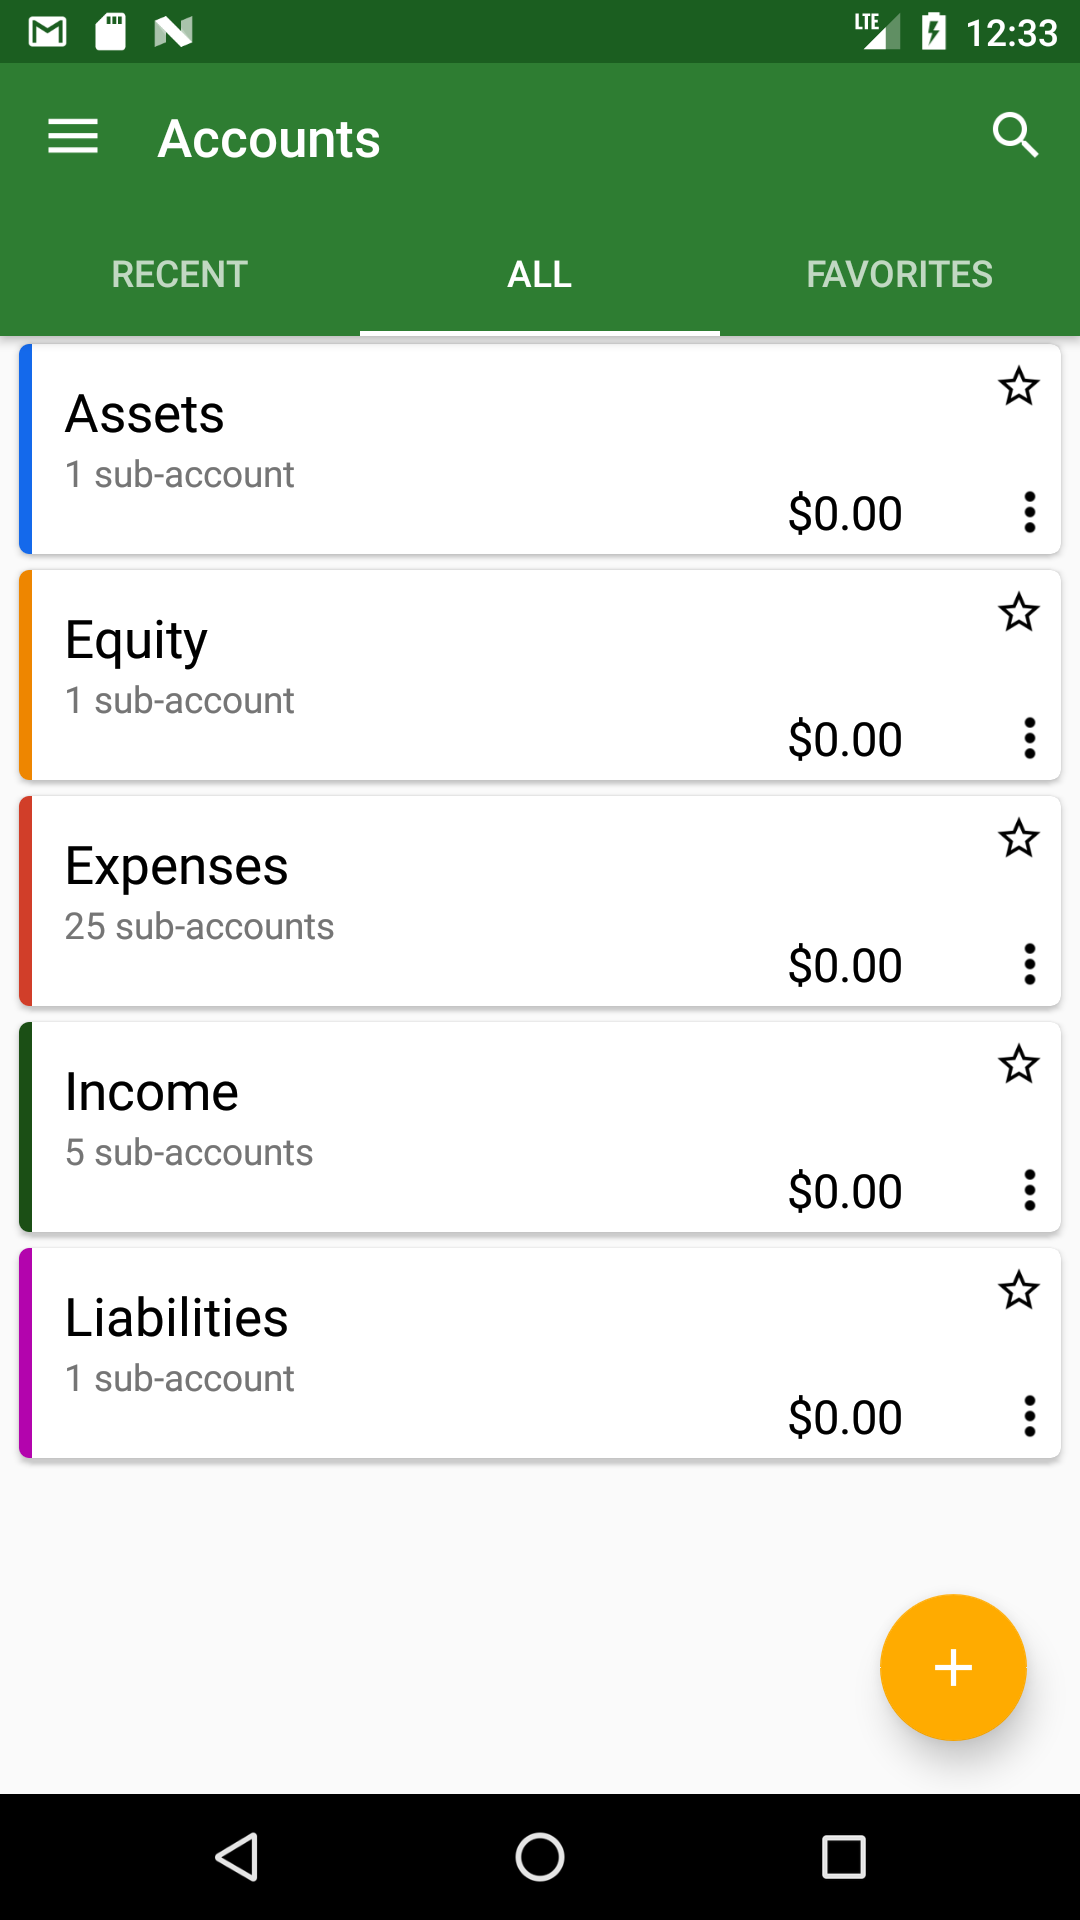 LTE 12:33
Accounts
RECENT ALL FAVORITES
Assets
1 sub-account
$0.00
Equity
1 sub-account
$0.00
Expenses
25 sub-accounts
$0.00
Income
5 sub-accounts
$0.00
Liabilities
1 sub-account
$0.00